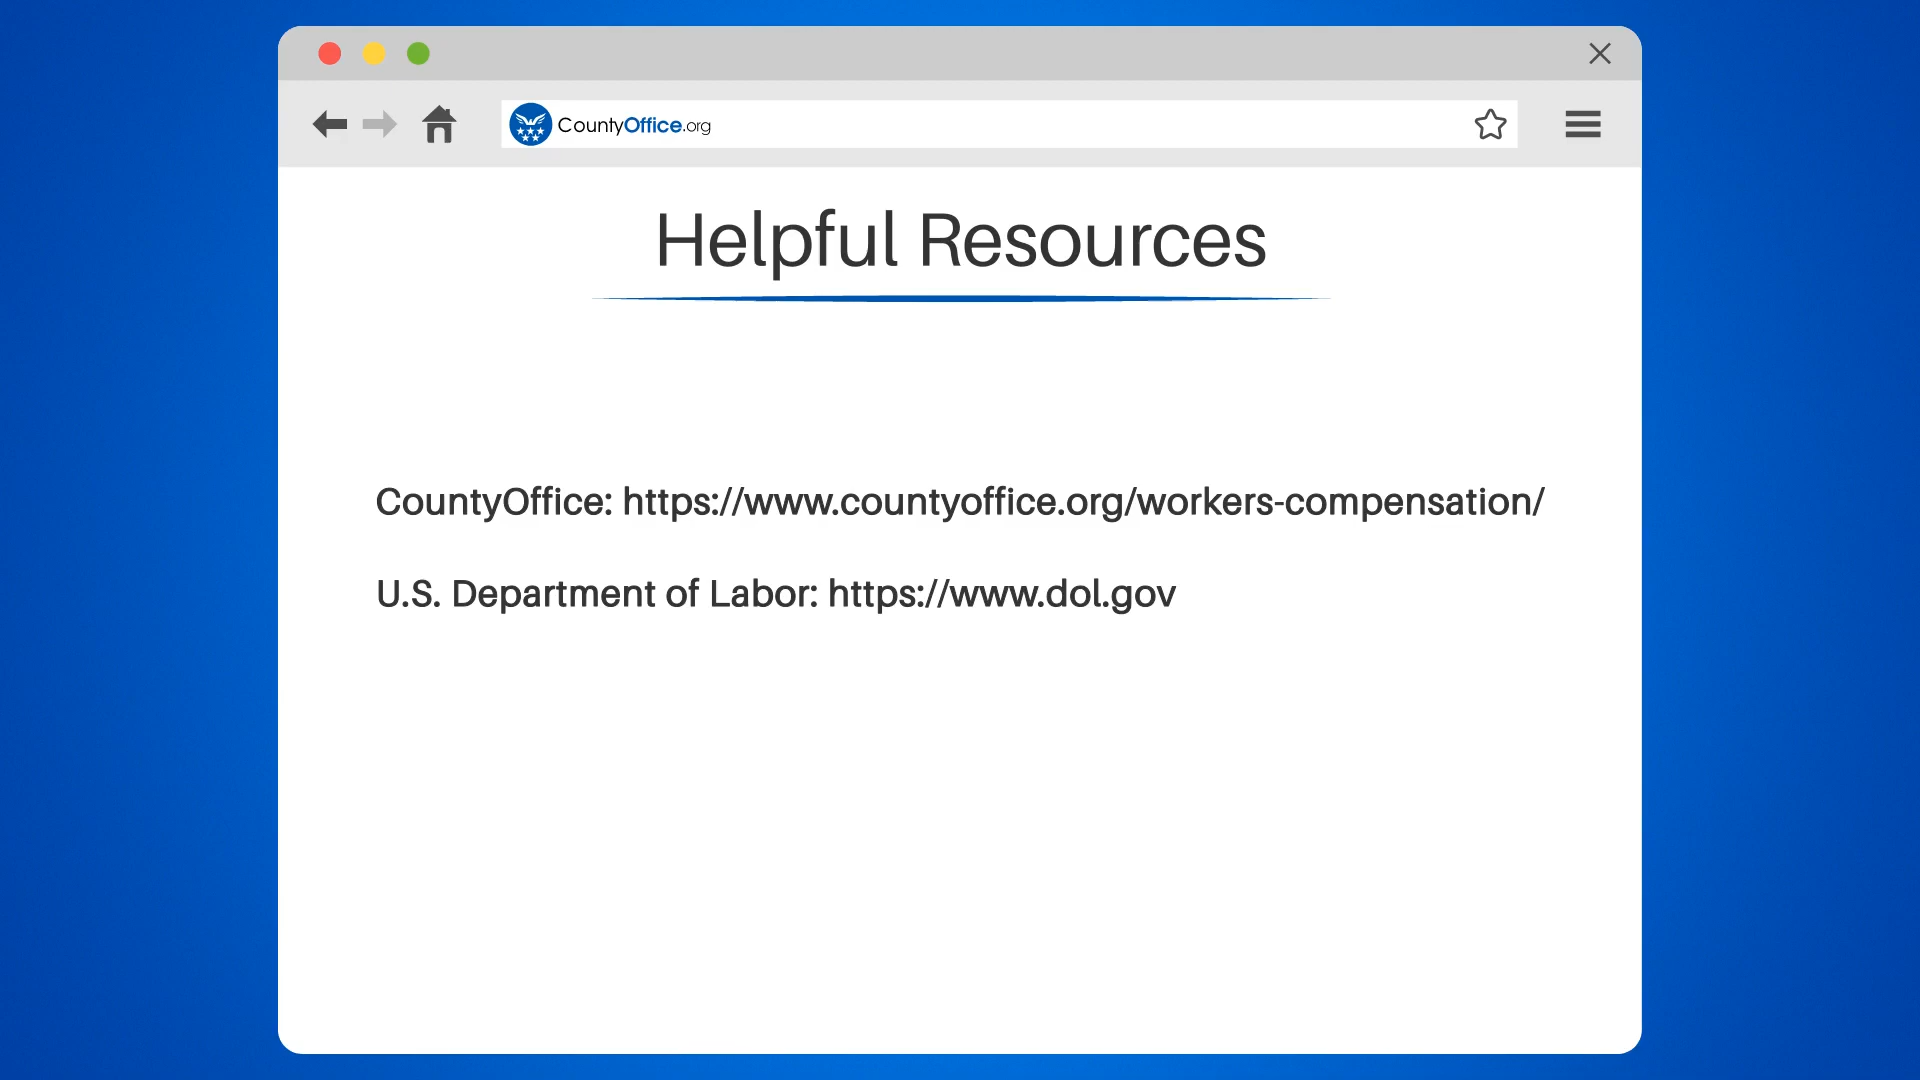 CountyOffice.org
Helpful Resources
CountyOffice: https://www.countyoffice.org/workers-compensation/
U.S. Department of Labor: https://www.dol.gov